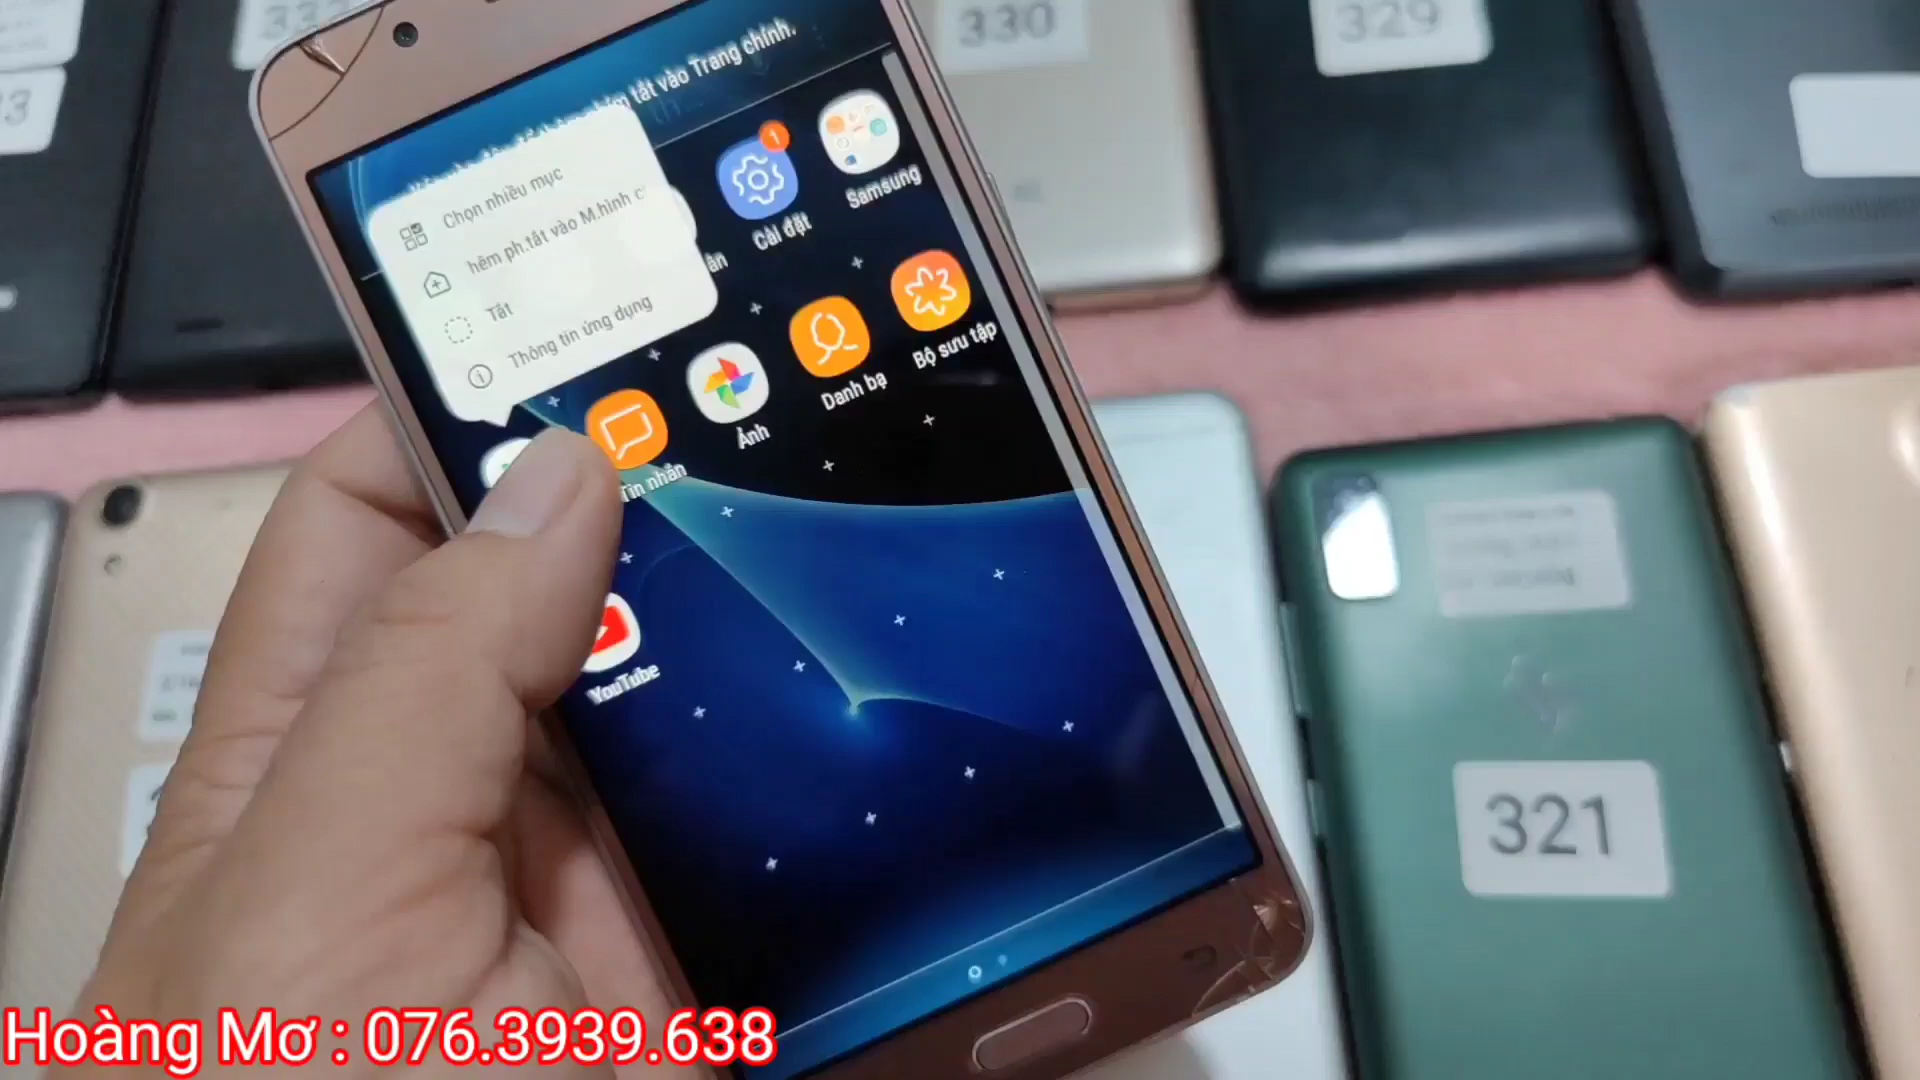 330
329
tắt vào Trang chính.
Chọn nhiều mục
hêm ph.tắt vào M.hình c
Tắt
Thông tin ứng dụng
Cài đặt
1
Samsung
Tin nhắn
Ảnh
Danh bạ
Bộ sưu tập
YouTube
321
Hoàng Mơ : 076.3939.638